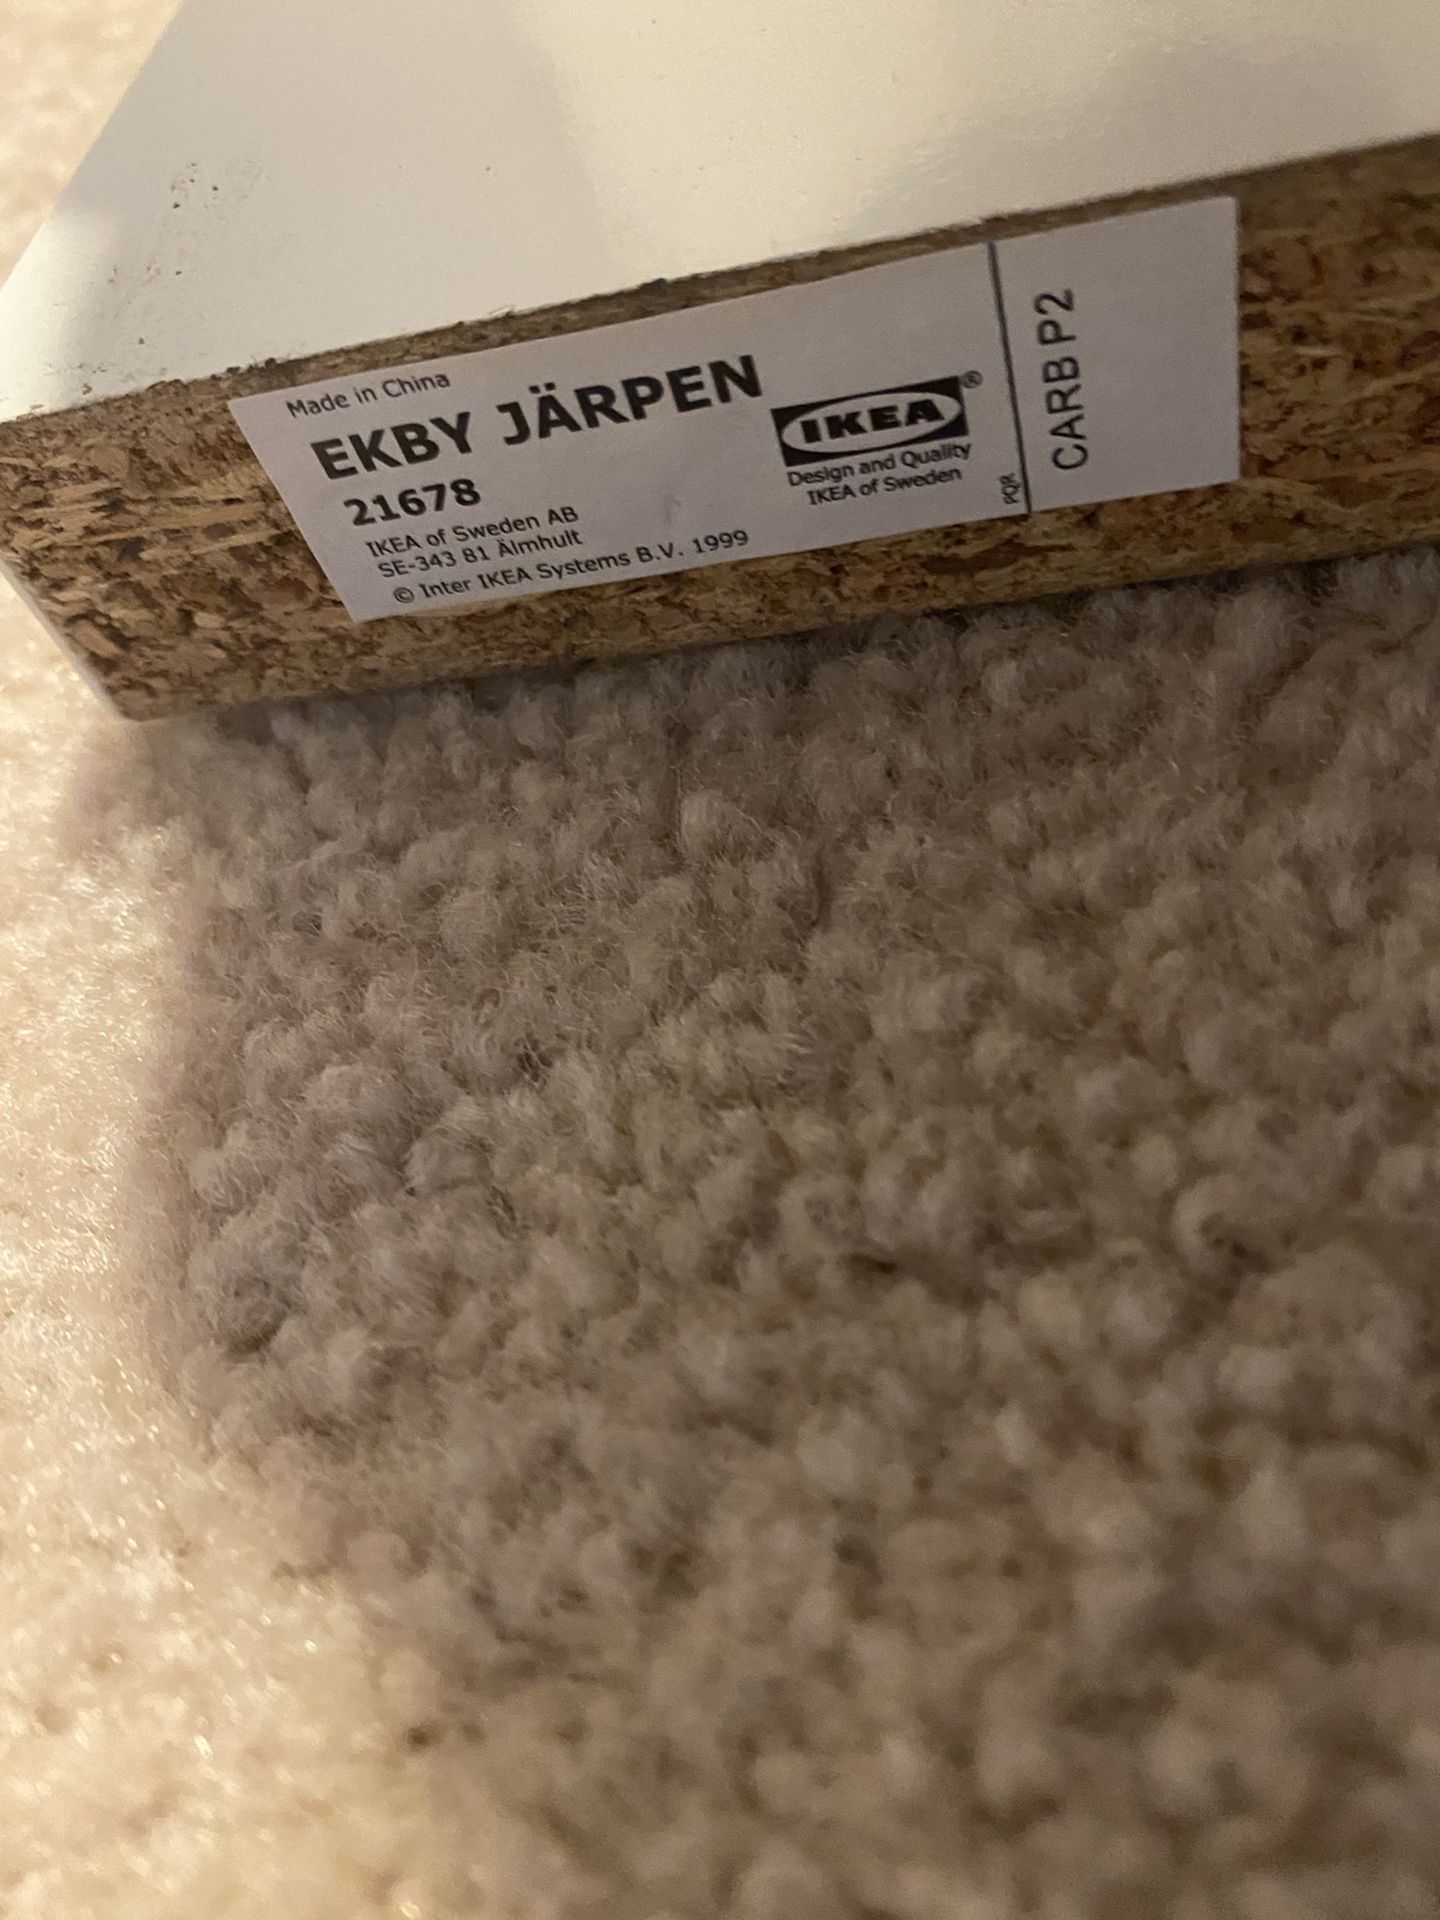 Made in China
EKBY JÄRPEN
21678
IKEA of Sweden AB
SE-343 81 Älmhult
© Inter IKEA Systems B.V. 1999
IKEA®
Design and Quality
IKEA of Sweden
PQR
CARB P2